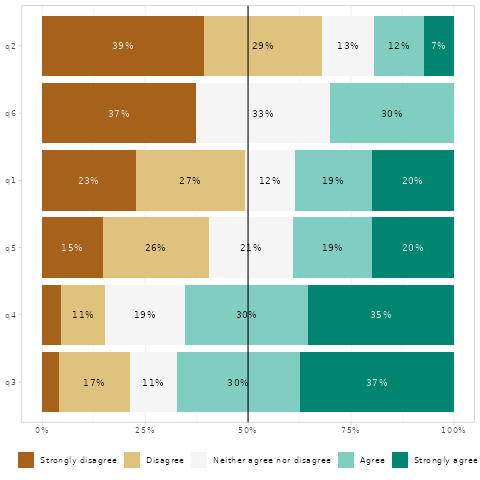 q2 39% 29% 13% 12% 7%
q6 37% 33% 30%
q1 23% 27% 12% 19% 20%
q5 15% 26% 21% 19% 20%
q4 11% 19% 30% 35%
q3 17% 11% 30% 37%
0% 25% 50% 75% 100%
Strongly disagree Disagree Neither agree nor disagree Agree Strongly agree